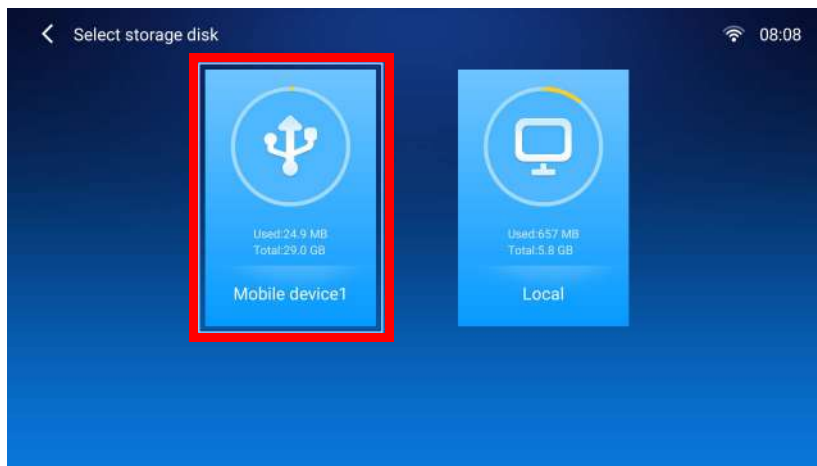 Select storage disk
08:08
Used:24.9 MB
Total:29.0 GB
Mobile device1
Used:657 MB
Total:5.8 GB
Local